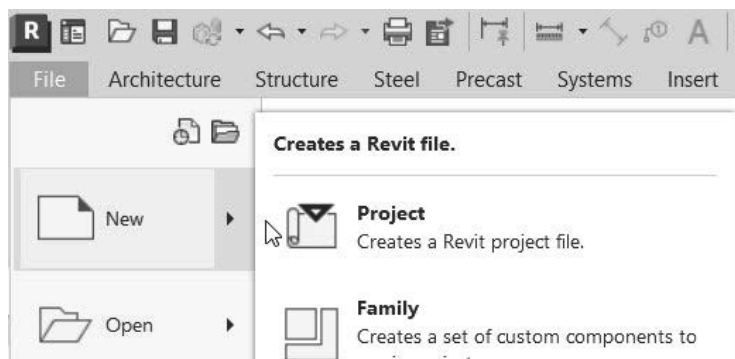 R A
File Architecture Structure Steel Precast Systems Insert
Creates a Revit file.
New
Project
Creates a Revit project file.
Open
Family
Creates a set of custom components to